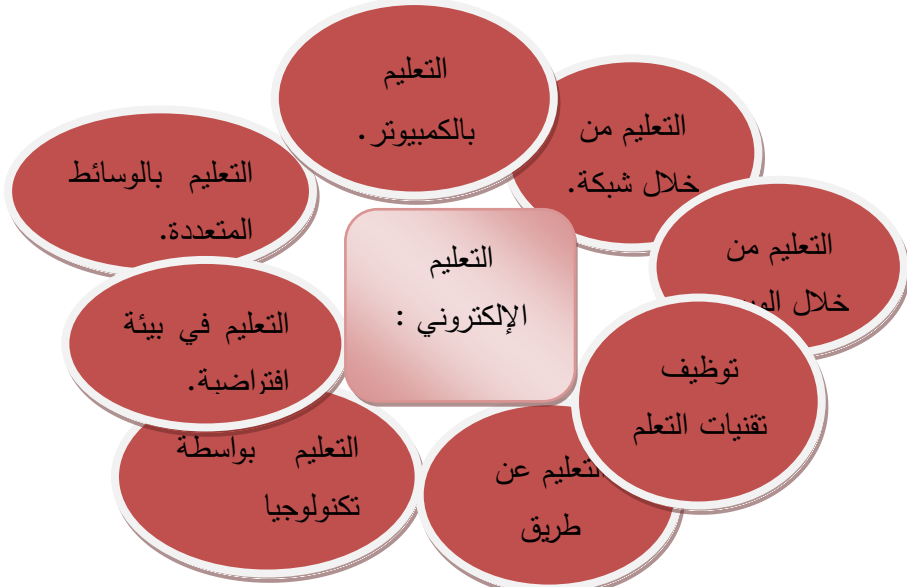 التعليم
بالكمبيوتر.
التعليم من
خلال شبكة.
التعليم بالوسائط
المتعددة.
التعليم من
خلال
التعليم
الإلكتروني :
التعليم في بيئة
افتراضية.
توظيف
تقنيات التعلم
التعليم بواسطة
تكنولوجيا
التعليم عن
طريق